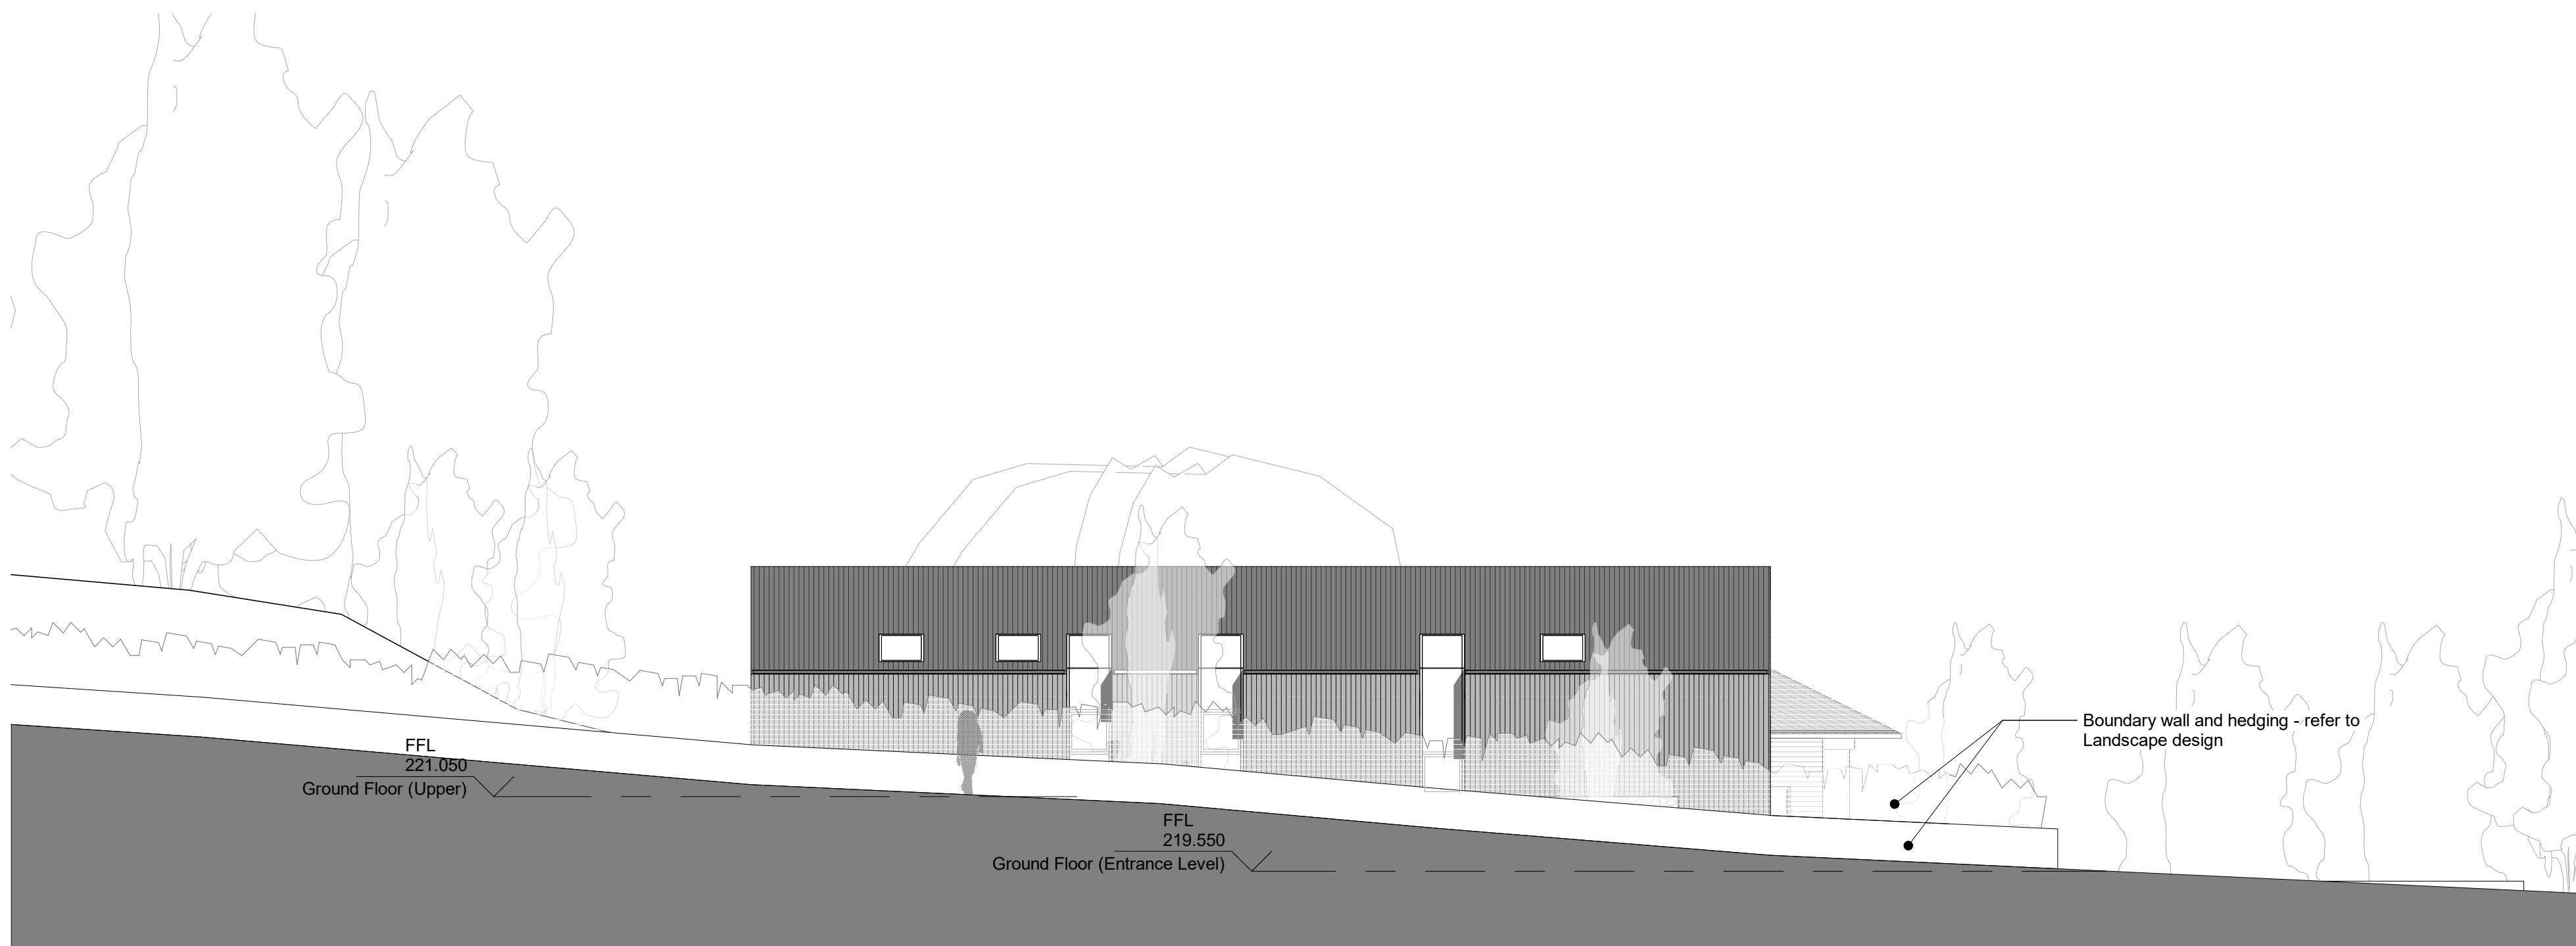 FFL
221.050
Ground Floor (Upper)
FFL
219.550
Ground Floor (Entrance Level)
Boundary wall and hedging - refer to
Landscape design